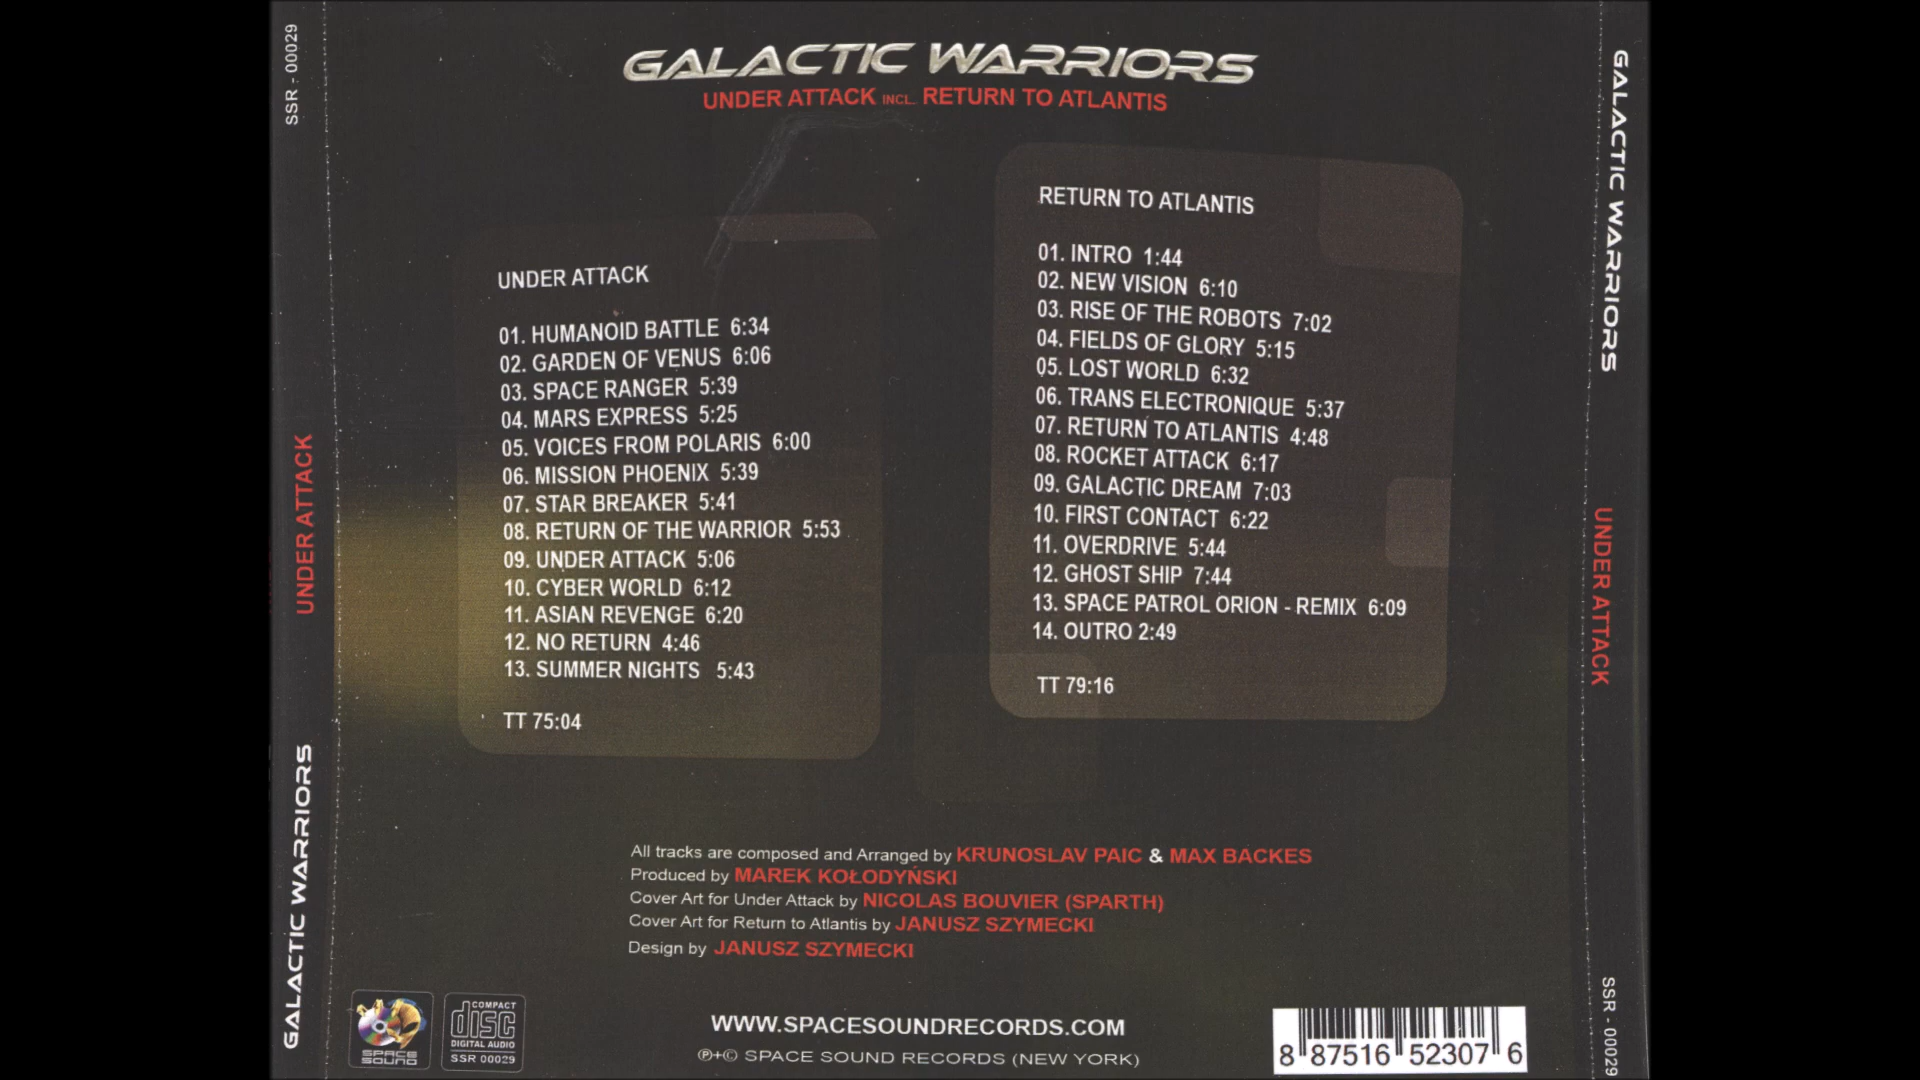 GALACTIC WARRIORS
UNDER ATTACK INCL. RETURN TO ATLANTIS
SSR - 00029
UNDER ATTACK
GALACTIC WARRIORS
UNDER ATTACK
01. HUMANOID BATTLE 6:34
02. GARDEN OF VENUS 6:06
03. SPACE RANGER 5:39
04. MARS EXPRESS 5:25
05. VOICES FROM POLARIS 6:00
06. MISSION PHOENIX 5:39
07. STAR BREAKER 5:41
08. RETURN OF THE WARRIOR 5:53
09. UNDER ATTACK 5:06
10. CYBER WORLD 6:12
11. ASIAN REVENGE 6:20
12. NO RETURN 4:46
13. SUMMER NIGHTS 5:43
TT 75:04
RETURN TO ATLANTIS
01. INTRO 1:44
02. NEW VISION 6:10
03. RISE OF THE ROBOTS 7:02
04. FIELDS OF GLORY 5:15
05. LOST WORLD 6:32
06. TRANS ELECTRONIQUE 5:37
07. RETURN TO ATLANTIS 4:48
08. ROCKET ATTACK 6:17
09. GALACTIC DREAM 7:03
10. FIRST CONTACT 6:22
11. OVERDRIVE 5:44
12. GHOST SHIP 7:44
13. SPACE PATROL ORION - REMIX 6:09
14. OUTRO 2:49
TT 79:16
GALACTIC WARRIORS
UNDER ATTACK
SSR - 00029
All tracks are composed and Arranged by KRUNOSLAV PAIC & MAX BACKES
Produced by MAREK KOŁODYŃSKI
Cover Art for Under Attack by NICOLAS BOUVIER (SPARTH)
Cover Art for Return to Atlantis by JANUSZ SZYMECKI
Design by JANUSZ SZYMECKI
SPACE
SOUND
COMPACT
disc
DIGITAL AUDIO
SSR 00029
WWW.SPACESOUNDRECORDS.COM
℗+© SPACE SOUND RECORDS (NEW YORK)
8 87516 52307 6